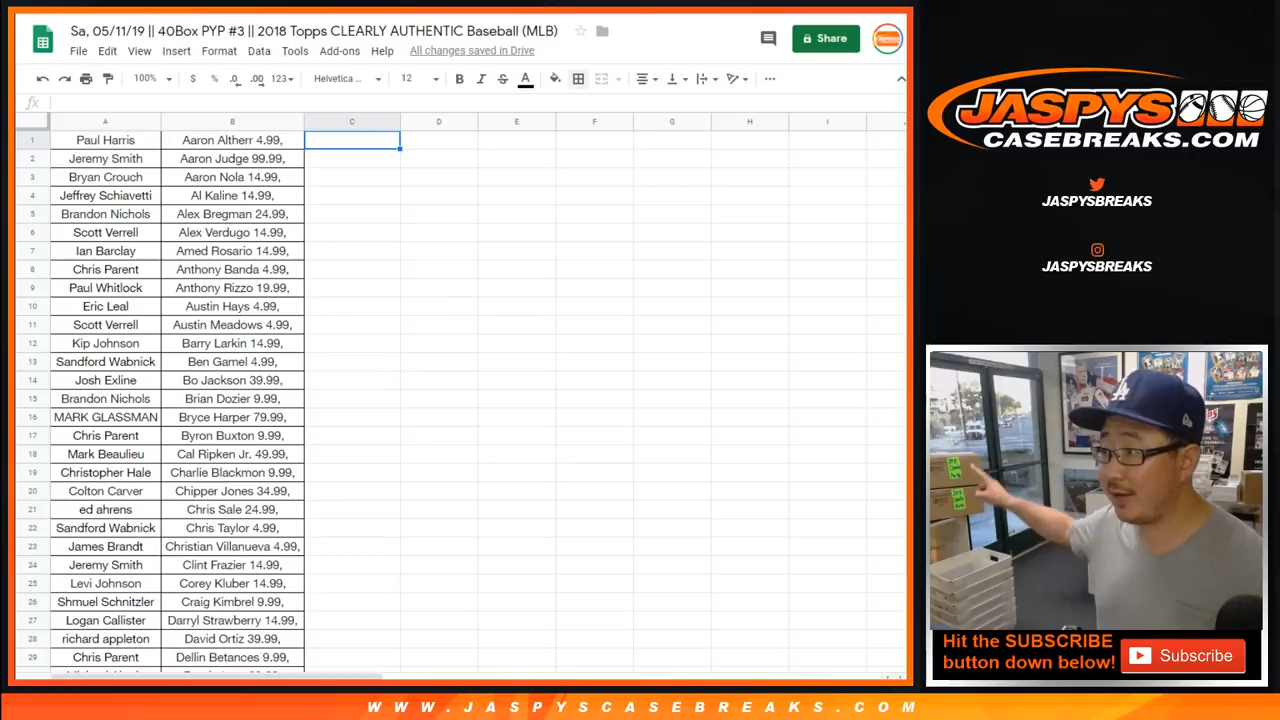 Sa, 05/11/19 || 40Box PYP #3 || 2018 Topps CLEARLY AUTHENTIC Baseball (MLB)
File Edit View Insert Format Data Tools Add-ons Help All changes saved in Drive
Share
100% $ % .0 .00 123 Helvetica ... 12 B I S A
fx
A B C D E F G H I
1 Paul Harris Aaron Altherr 4.99,
2 Jeremy Smith Aaron Judge 99.99,
3 Bryan Crouch Aaron Nola 14.99,
4 Jeffrey Schiavetti Al Kaline 14.99,
5 Brandon Nichols Alex Bregman 24.99,
6 Scott Verrell Alex Verdugo 14.99,
7 Ian Barclay Amed Rosario 14.99,
8 Chris Parent Anthony Banda 4.99,
9 Paul Whitlock Anthony Rizzo 19.99,
10 Eric Leal Austin Hays 4.99,
11 Scott Verrell Austin Meadows 4.99,
12 Kip Johnson Barry Larkin 14.99,
13 Sandford Wabnick Ben Gamel 4.99,
14 Josh Exline Bo Jackson 39.99,
15 Brandon Nichols Brian Dozier 9.99,
16 MARK GLASSMAN Bryce Harper 79.99,
17 Chris Parent Byron Buxton 9.99,
18 Mark Beaulieu Cal Ripken Jr. 49.99,
19 Christopher Hale Charlie Blackmon 9.99,
20 Colton Carver Chipper Jones 34.99,
21 ed ahrens Chris Sale 24.99,
22 Sandford Wabnick Chris Taylor 4.99,
23 James Brandt Christian Villanueva 4.99,
24 Jeremy Smith Clint Frazier 14.99,
25 Levi Johnson Corey Kluber 14.99,
26 Shmuel Schnitzler Craig Kimbrel 9.99,
27 Logan Callister Darryl Strawberry 14.99,
28 richard appleton David Ortiz 39.99,
29 Chris Parent Dellin Betances 9.99,
JASPYS
CASEBREAKS.COM
JASPYSBREAKS
JASPYSBREAKS
LA
Hit the SUBSCRIBE
button down below!
Subscribe
WWW.JASPYSCASEBREAKS.COM